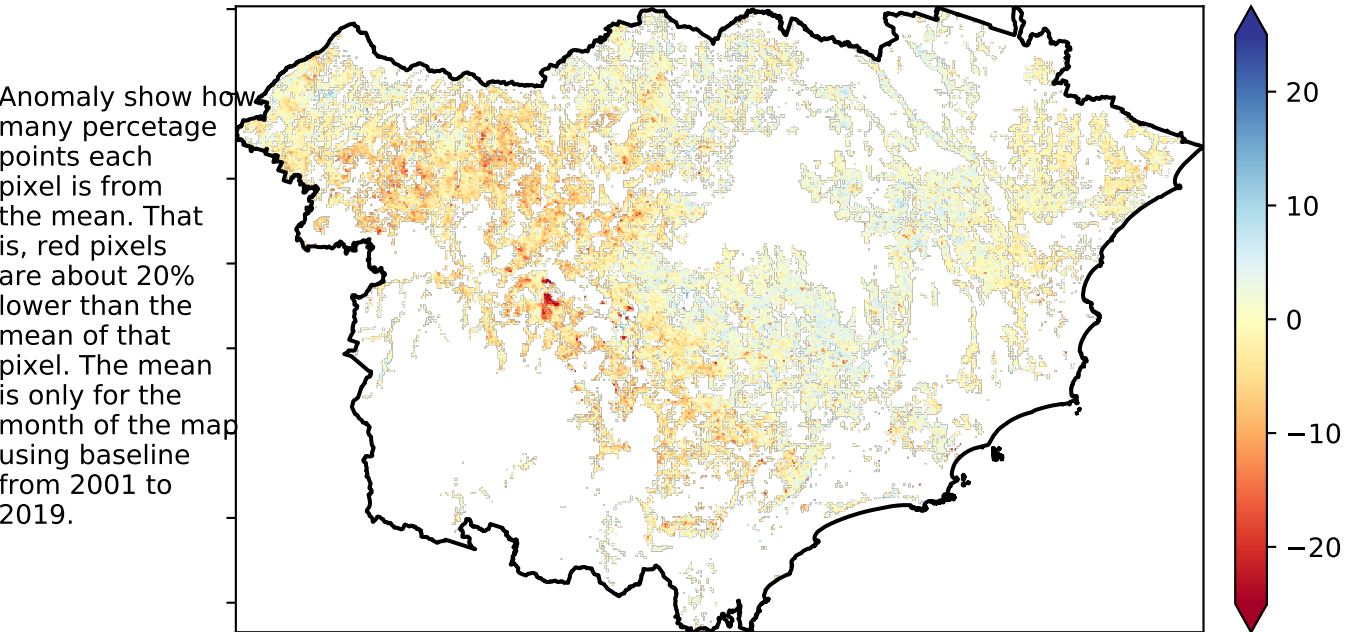 Anomaly show how
many percetage
points each
pixel is from
the mean. That
is, red pixels
are about 20%
lower than the
mean of that
pixel. The mean
is only for the
month of the map
using baseline
from 2001 to
2019.
20
10
0
−10
−20